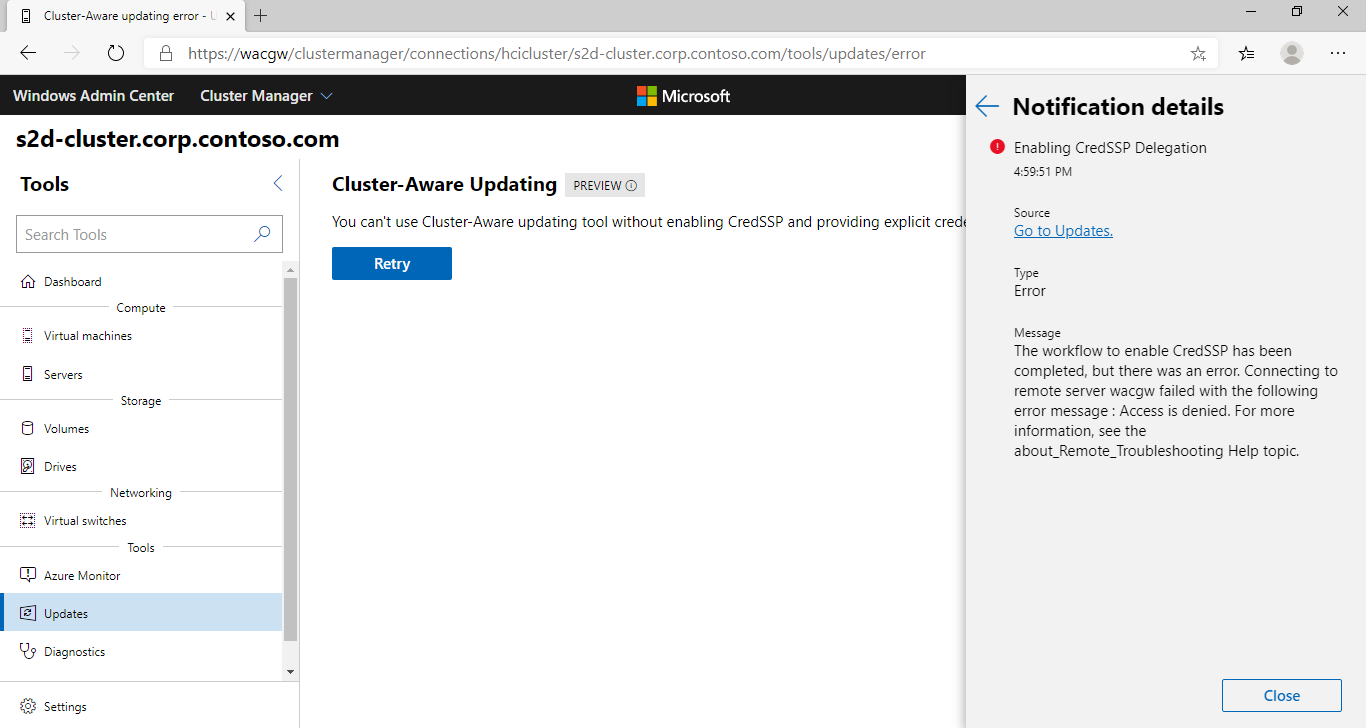 Cluster-Aware updating error -
https://wacgw/clustermanager/connections/hcicluster/s2d-cluster.corp.contoso.com/tools/updates/error
Windows Admin Center
Cluster Manager
Microsoft
s2d-cluster.corp.contoso.com
Tools
Search Tools
Dashboard
Compute
Virtual machines
Servers
Storage
Volumes
Drives
Networking
Virtual switches
Tools
Azure Monitor
Updates
Diagnostics
Settings
Cluster-Aware Updating
PREVIEW
You can't use Cluster-Aware updating tool without enabling CredSSP and providing explicit crede
Retry
Notification details
Enabling CredSSP Delegation
4:59:51 PM
Source
Go to Updates.
Type
Error
Message
The workflow to enable CredSSP has been
completed, but there was an error. Connecting to
remote server wacgw failed with the following
error message : Access is denied. For more
information, see the
about_Remote_Troubleshooting Help topic.
Close